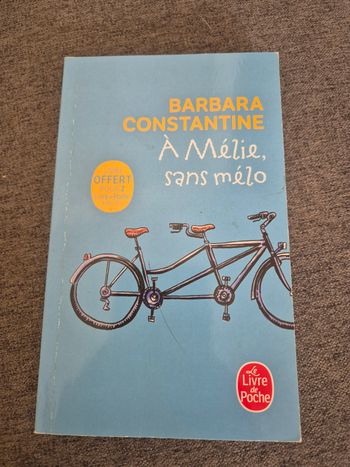 BARBARA
CONSTANTINE
À Mélie,
sans mélo
OFFERT
Le
Livre
de
Poche